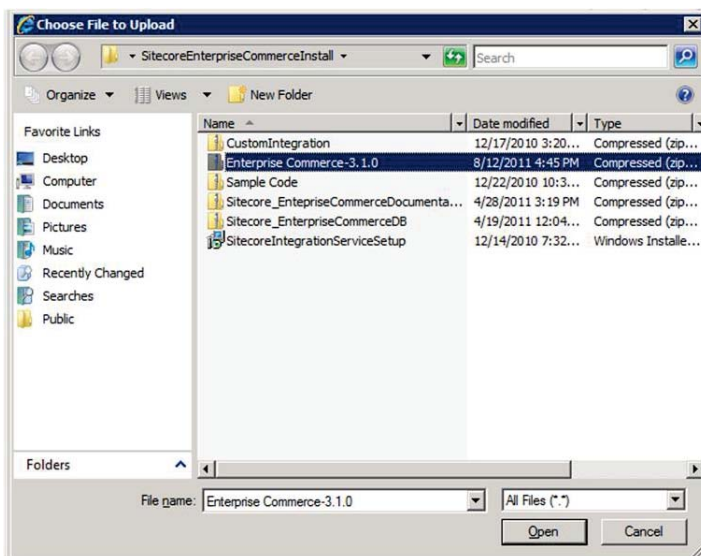 Choose File to Upload
SitecoreEnterpriseCommerceInstall
Search
Organize Views New Folder
Favorite Links
Desktop
Computer
Documents
Pictures
Music
Recently Changed
Searches
Public
Folders
Name Date modified Type
CustomIntegration 12/17/2010 3:20... Compressed (zip...
Enterprise Commerce-3.1.0 8/12/2011 4:45 PM Compressed (zip...
Sample Code 12/22/2010 10:3... Compressed (zip...
Sitecore_EntepriseCommerceDocumenta... 4/28/2011 3:19 PM Compressed (zip...
Sitecore_EnterpriseCommerceDB 4/19/2011 12:04... Compressed (zip...
SitecoreIntegrationServiceSetup 12/14/2010 7:32... Windows Installe...
File name: Enterprise Commerce-3.1.0 All Files (*.*)
Open Cancel